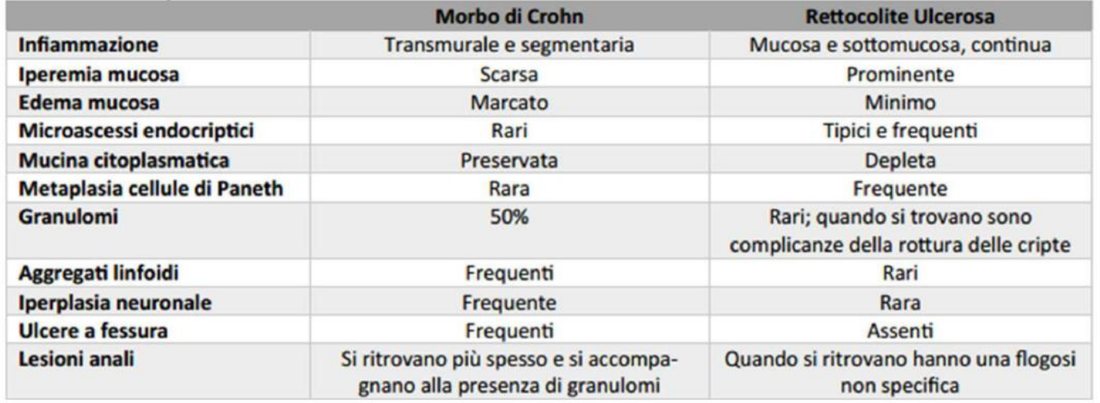 Morbo di Crohn Rettocolite Ulcerosa
Infiammazione Transmurale e segmentaria Mucosa e sottomucosa, continua
Iperemia mucosa Scarsa Prominente
Edema mucosa Marcato Minimo
Microascessi endocriptici Rari Tipici e frequenti
Mucina citoplasmatica Preservata Depleta
Metaplasia cellule di Paneth Rara Frequente
Granulomi 50% Rari; quando si trovano sono
complicanze della rottura delle cripte
Aggregati linfoidi Frequenti Rari
Iperplasia neuronale Frequente Rara
Ulcere a fessura Frequenti Assenti
Lesioni anali Si ritrovano più spesso e si accompa- Quando si ritrovano hanno una flogosi
gnano alla presenza di granulomi non specifica